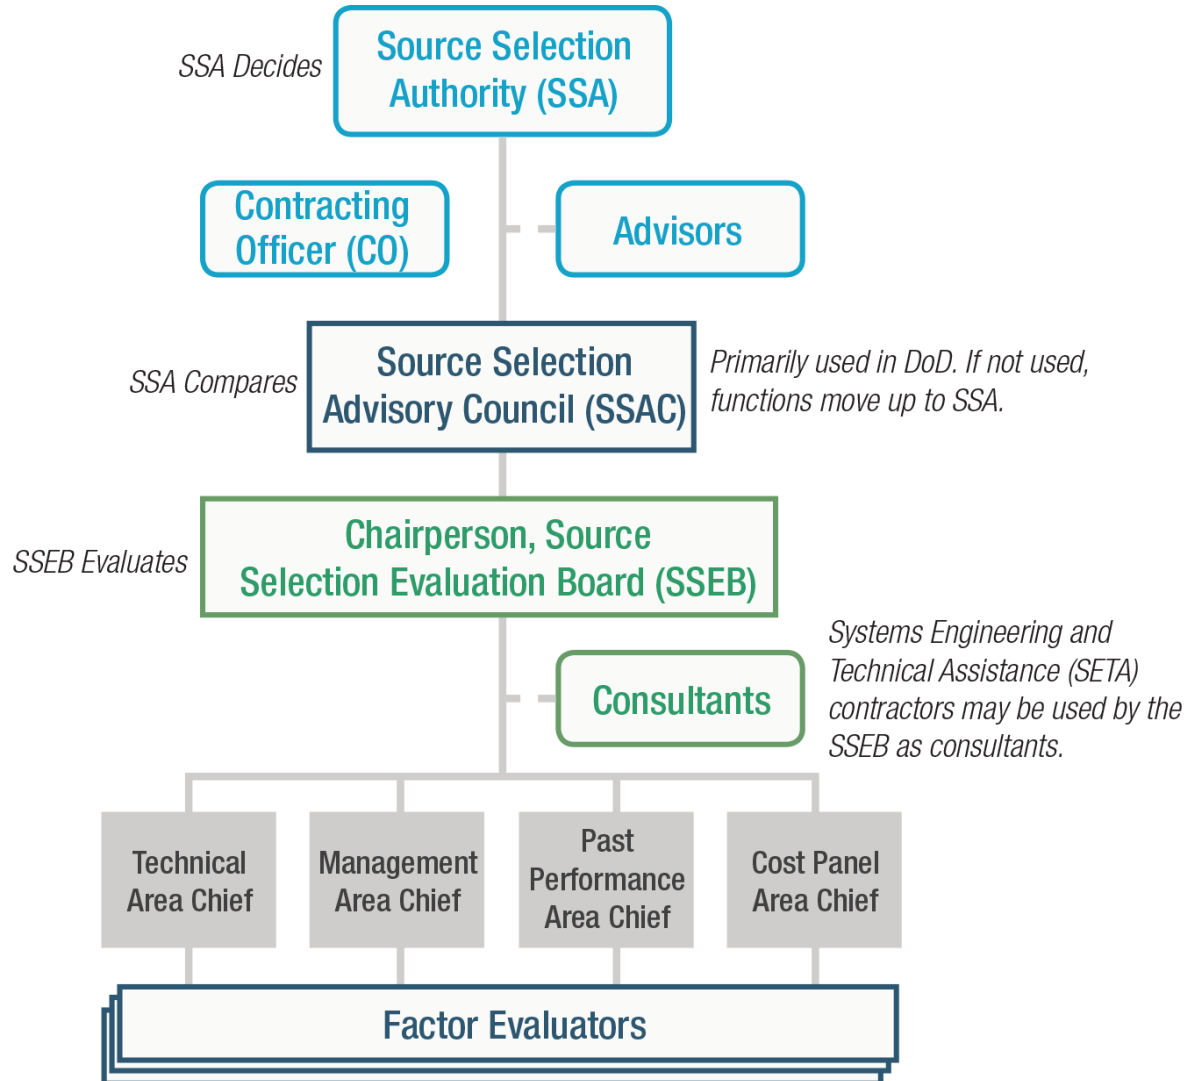 SSA Decides
Source Selection
Authority (SSA)
Contracting
Officer (CO)
Advisors
SSA Compares
Source Selection
Advisory Council (SSAC)
Primarily used in DoD. If not used,
functions move up to SSA.
SSEB Evaluates
Chairperson, Source
Selection Evaluation Board (SSEB)
Consultants
Systems Engineering and
Technical Assistance (SETA)
contractors may be used by the
SSEB as consultants.
Technical
Area Chief
Management
Area Chief
Past
Performance
Area Chief
Cost Panel
Area Chief
Factor Evaluators